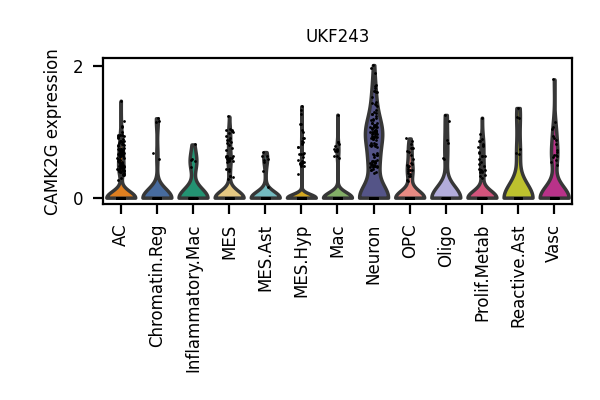 UKF243
CAMK2G expression
2
0
AC
Chromatin.Reg
Inflammatory.Mac
MES
MES.Ast
MES.Hyp
Mac
Neuron
OPC
Oligo
Prolif.Metab
Reactive.Ast
Vasc